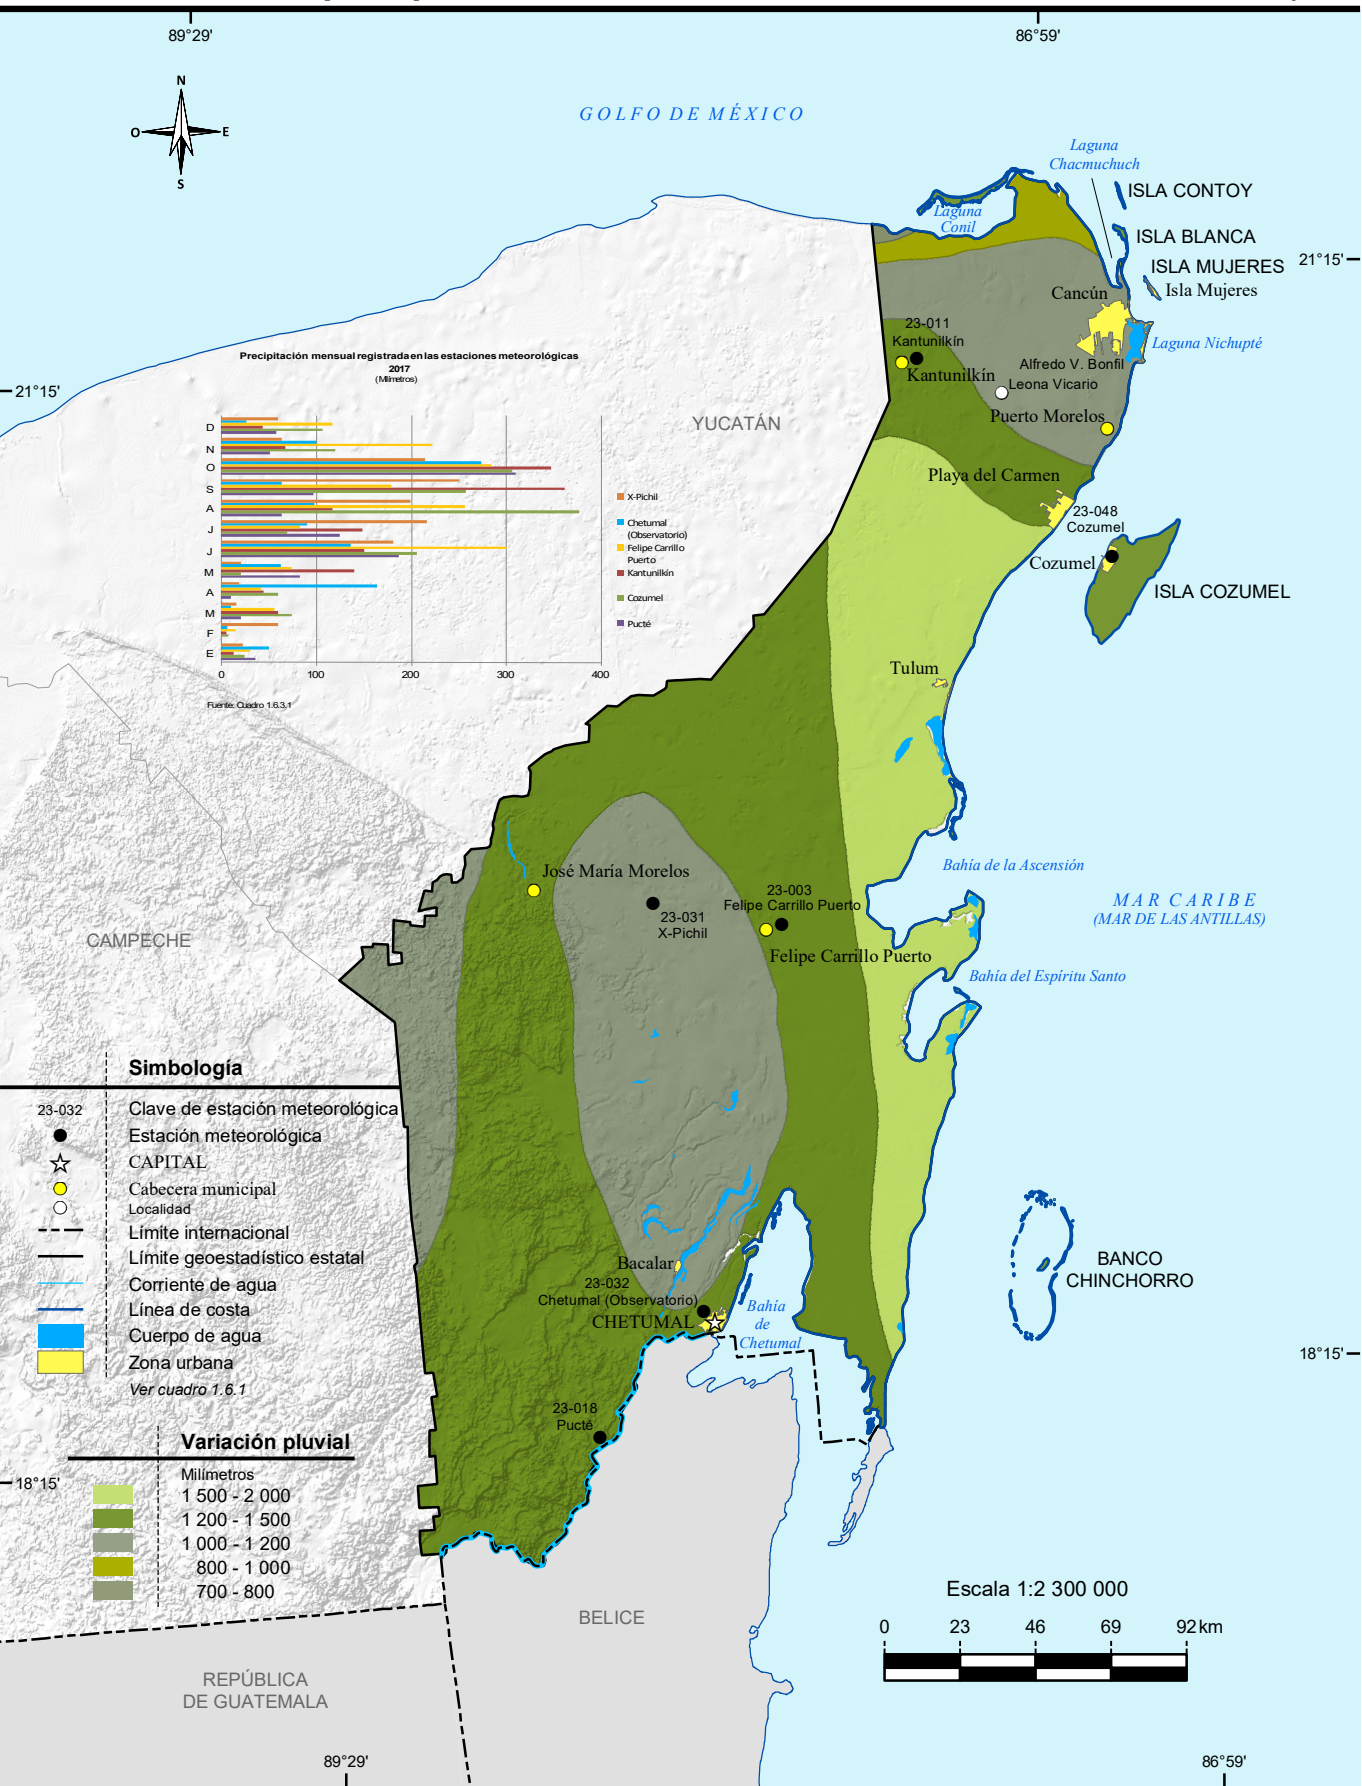 89°29'
86°59'
N
O
E
S
GOLFO DE MÉXICO
Laguna
Chacmuchuch
ISLA CONTOY
Laguna
Conil
ISLA BLANCA
21°15'
ISLA MUJERES
Isla Mujeres
Cancún
23-011
Kantunilkín
Laguna Nichupté
Alfredo V. Bonfil
Kantunilkín
Leona Vicario
Puerto Morelos
21°15'
Precipitación mensual registrada en las estaciones meteorológicas
2017
(Milímetros)
D
N
O
S
A
J
J
M
A
M
F
E
0
100
200
300
400
X-Pichil
Chetumal
(Observatorio)
Felipe Carrillo
Puerto
Kantunilkín
Cozumel
Pucté
Fuente: Cuadro 1.6.3.1
YUCATÁN
Playa del Carmen
23-048
Cozumel
Cozumel
ISLA COZUMEL
Tulum
José María Morelos
Bahía de la Ascensión
23-003
Felipe Carrillo Puerto
MAR CARIBE
(MAR DE LAS ANTILLAS)
23-031
X-Pichil
CAMPECHE
Felipe Carrillo Puerto
Bahía del Espíritu Santo
Simbología
23-032
Clave de estación meteorológica
Estación meteorológica
CAPITAL
Cabecera municipal
Localidad
Límite internacional
Límite geoestadístico estatal
Corriente de agua
Línea de costa
Cuerpo de agua
Zona urbana
Ver cuadro 1.6.1
BANCO
CHINCHORRO
Bacalar
23-032
Chetumal (Observatorio)
CHETUMAL
Bahía
de
Chetumal
18°15'
23-018
Pucté
Variación pluvial
Milímetros
18°15'
1 500 - 2 000
1 200 - 1 500
1 000 - 1 200
800 - 1 000
700 - 800
Escala 1:2 300 000
0
23
46
69
92 km
BELICE
REPÚBLICA
DE GUATEMALA
89°29'
86°59'